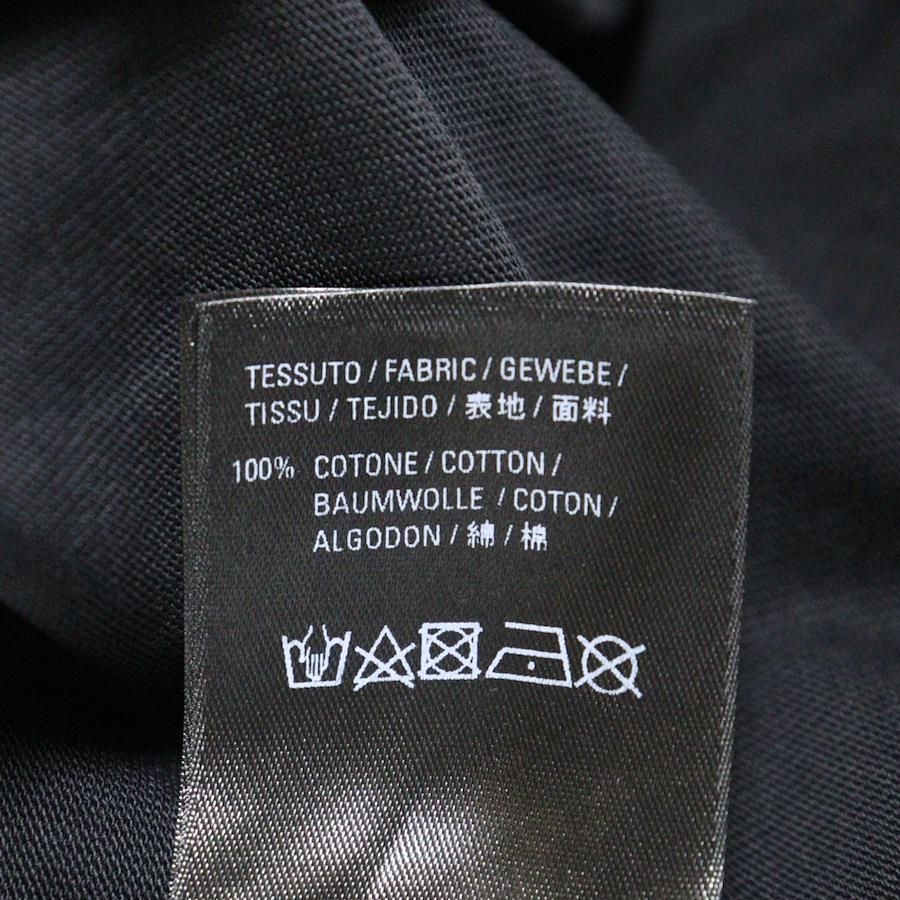 TESSUTO / FABRIC / GEWEBE /
TISSU / TEJIDO / 表地 / 面料
100% COTONE / COTTON /
BAUMWOLLE / COTON /
ALGODON / 綿 / 棉